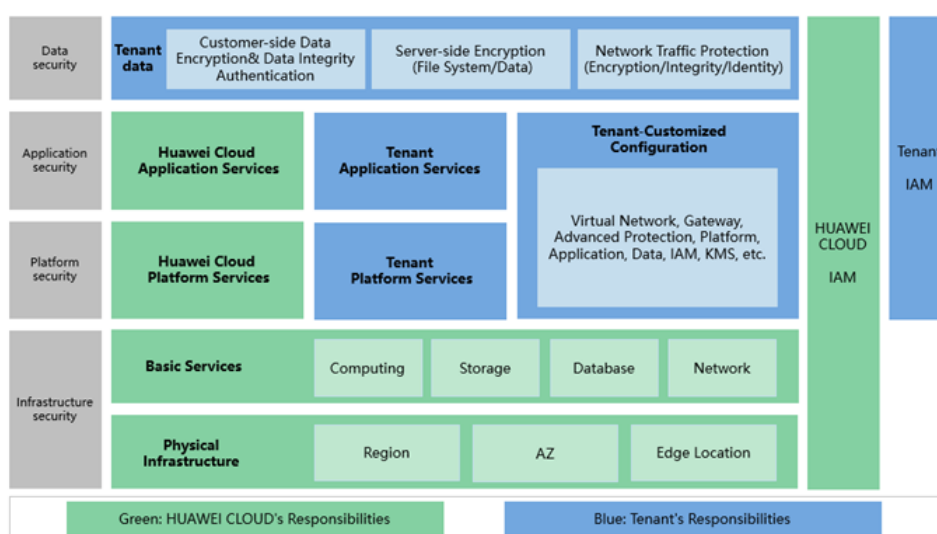 Data
security
Tenant
data
Customer-side Data
Encryption& Data Integrity
Authentication
Server-side Encryption
(File System/Data)
Network Traffic Protection
(Encryption/Integrity/Identity)
Application
security
Huawei Cloud
Application Services
Tenant
Application Services
Tenant-Customized
Configuration
Virtual Network, Gateway,
Advanced Protection, Platform,
Application, Data, IAM, KMS, etc.
Platform
security
Huawei Cloud
Platform Services
Tenant
Platform Services
HUAWEI
CLOUD
IAM
Tenant
IAM
Infrastructure
security
Basic Services
Computing
Storage
Database
Network
Physical
Infrastructure
Region
AZ
Edge Location
Green: HUAWEI CLOUD's Responsibilities
Blue: Tenant's Responsibilities